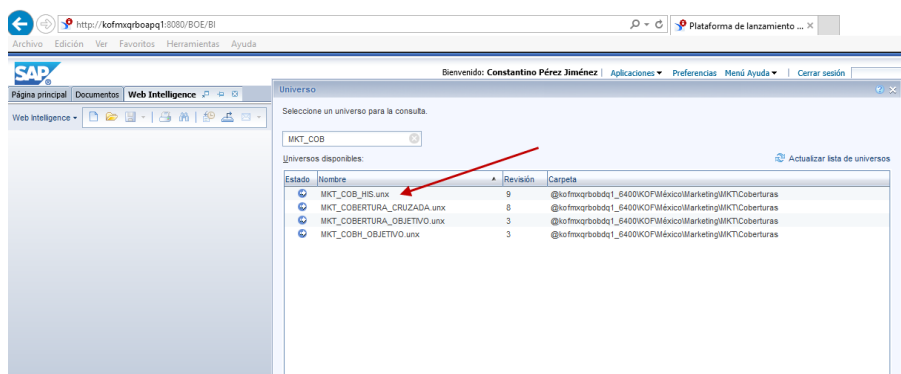 http://kofmxqrboapq1:8080/BOE/BI
Plataforma de lanzamiento ...
Archivo Edición Ver Favoritos Herramientas Ayuda
SAP
Bienvenido: Constantino Pérez Jiménez | Aplicaciones Preferencias Menú Ayuda | Cerrar sesión
Página principal Documentos Web Intelligence
Universo
Web Intelligence
Seleccione un universo para la consulta.
MKT_COB
Universos disponibles:
Actualizar lista de universos
Estado Nombre Revisión Carpeta
MKT_COB_HIS.unx 9 @kofmxqrbobdq1_6400\KOF\México\Marketing\MKT\Coberturas
MKT_COBERTURA_CRUZADA.unx 8 @kofmxqrbobdq1_6400\KOF\México\Marketing\MKT\Coberturas
MKT_COBERTURA_OBJETIVO.unx 3 @kofmxqrbobdq1_6400\KOF\México\Marketing\MKT\Coberturas
MKT_COBH_OBJETIVO.unx 3 @kofmxqrbobdq1_6400\KOF\México\Marketing\MKT\Coberturas